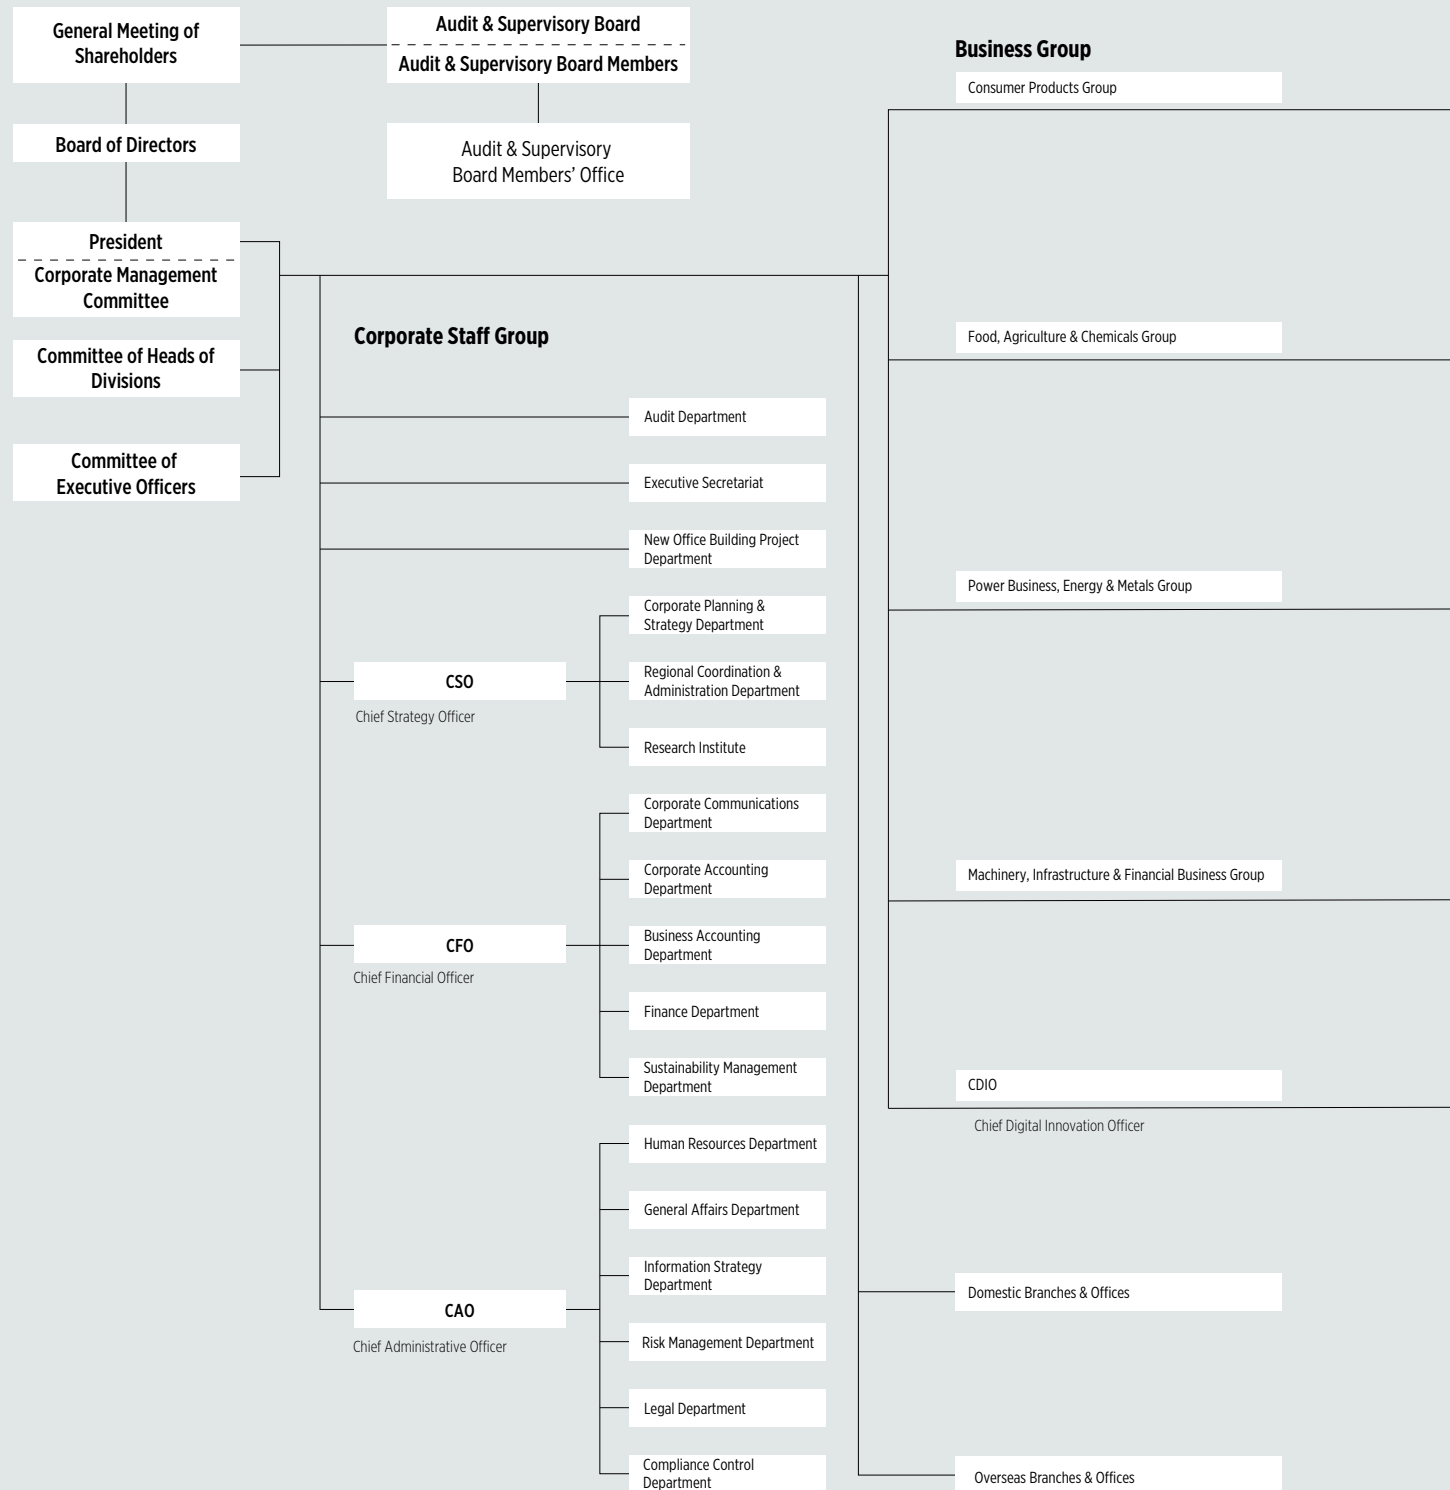 General Meeting of
Shareholders
Audit & Supervisory Board
Audit & Supervisory Board Members
Audit & Supervisory
Board Members’ Office
Board of Directors
President
Corporate Management
Committee
Committee of Heads of
Divisions
Committee of
Executive Officers
Corporate Staff Group
Audit Department
Executive Secretariat
New Office Building Project
Department
CSO
Chief Strategy Officer
Corporate Planning &
Strategy Department
Regional Coordination &
Administration Department
Research Institute
CFO
Chief Financial Officer
Corporate Communications
Department
Corporate Accounting
Department
Business Accounting
Department
Finance Department
Sustainability Management
Department
CAO
Chief Administrative Officer
Human Resources Department
General Affairs Department
Information Strategy
Department
Risk Management Department
Legal Department
Compliance Control
Department
Business Group
Consumer Products Group
Food, Agriculture & Chemicals Group
Power Business, Energy & Metals Group
Machinery, Infrastructure & Financial Business Group
CDIO
Chief Digital Innovation Officer
Domestic Branches & Offices
Overseas Branches & Offices